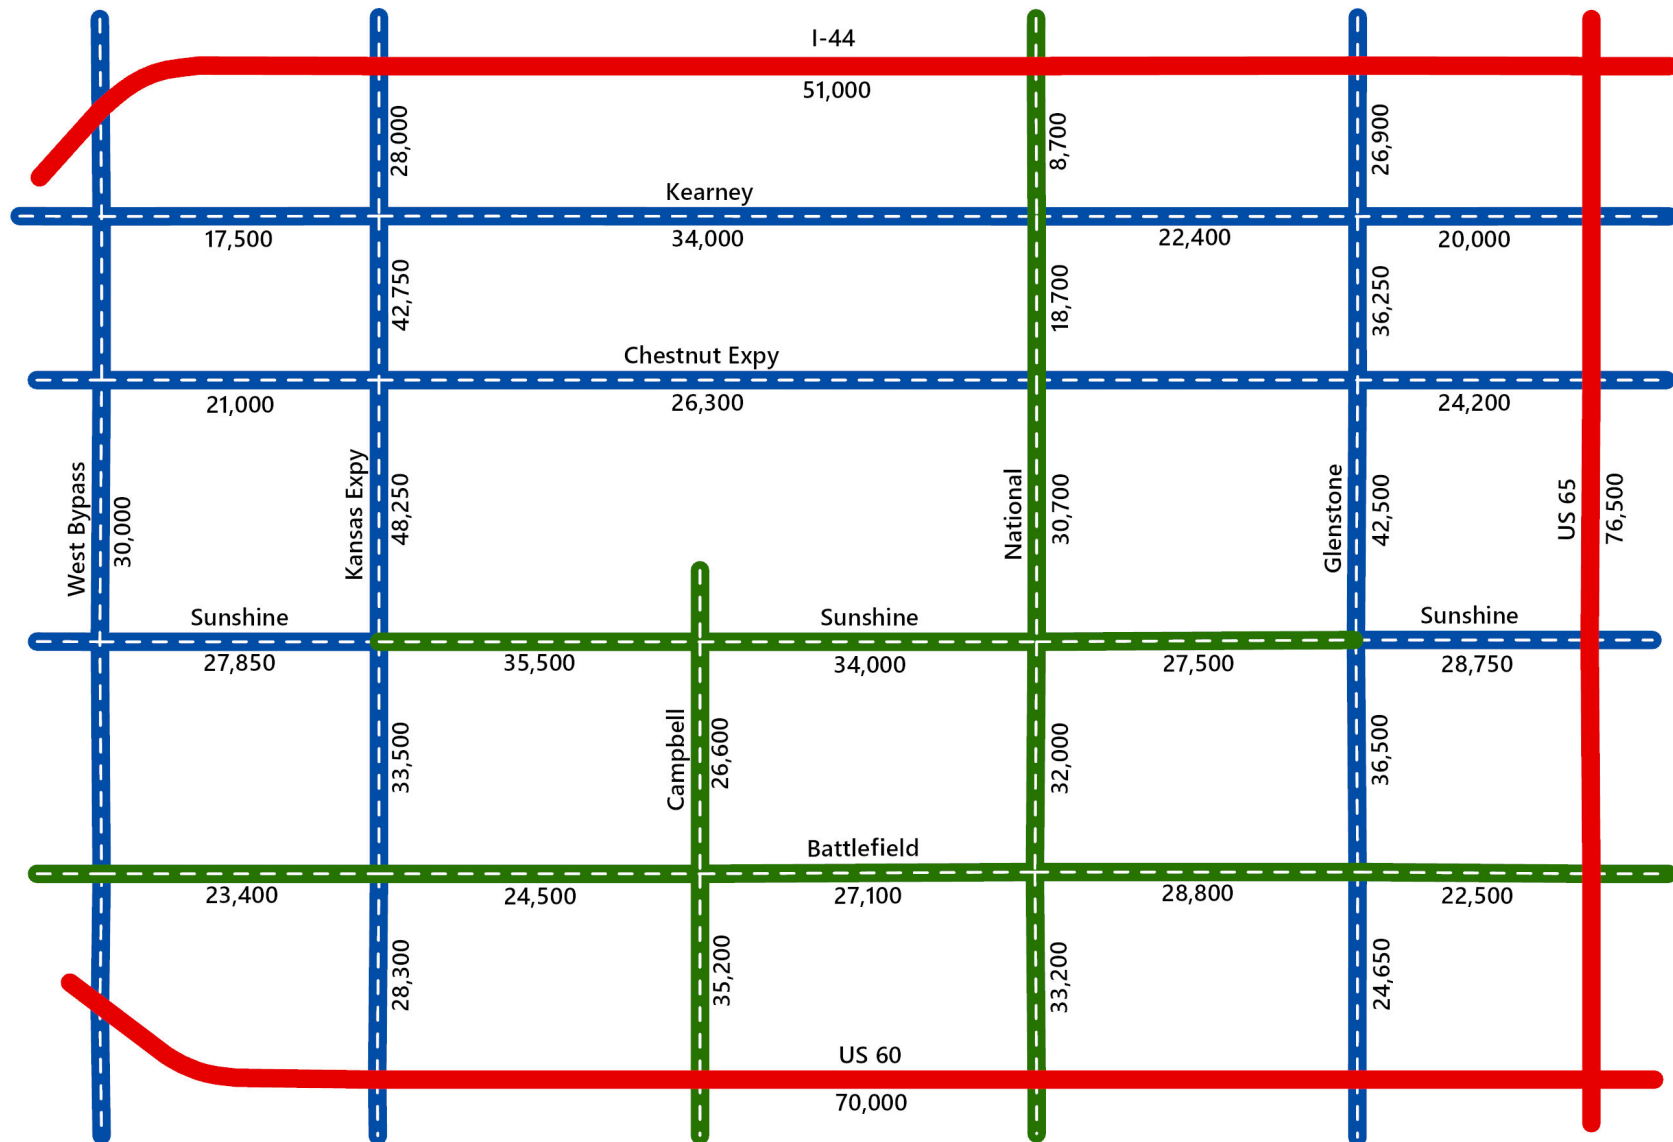 I-44
51,000
28,000
8,700
26,900
Kearney
17,500
34,000
22,400
20,000
42,750
18,700
36,250
Chestnut Expy
21,000
26,300
24,200
West Bypass
30,000
Kansas Expy
48,250
National
30,700
Glenstone
42,500
US 65
76,500
Sunshine
Sunshine
Sunshine
27,850
35,500
34,000
27,500
28,750
33,500
Campbell
26,600
32,000
36,500
Battlefield
23,400
24,500
27,100
28,800
22,500
28,300
35,200
33,200
24,650
US 60
70,000